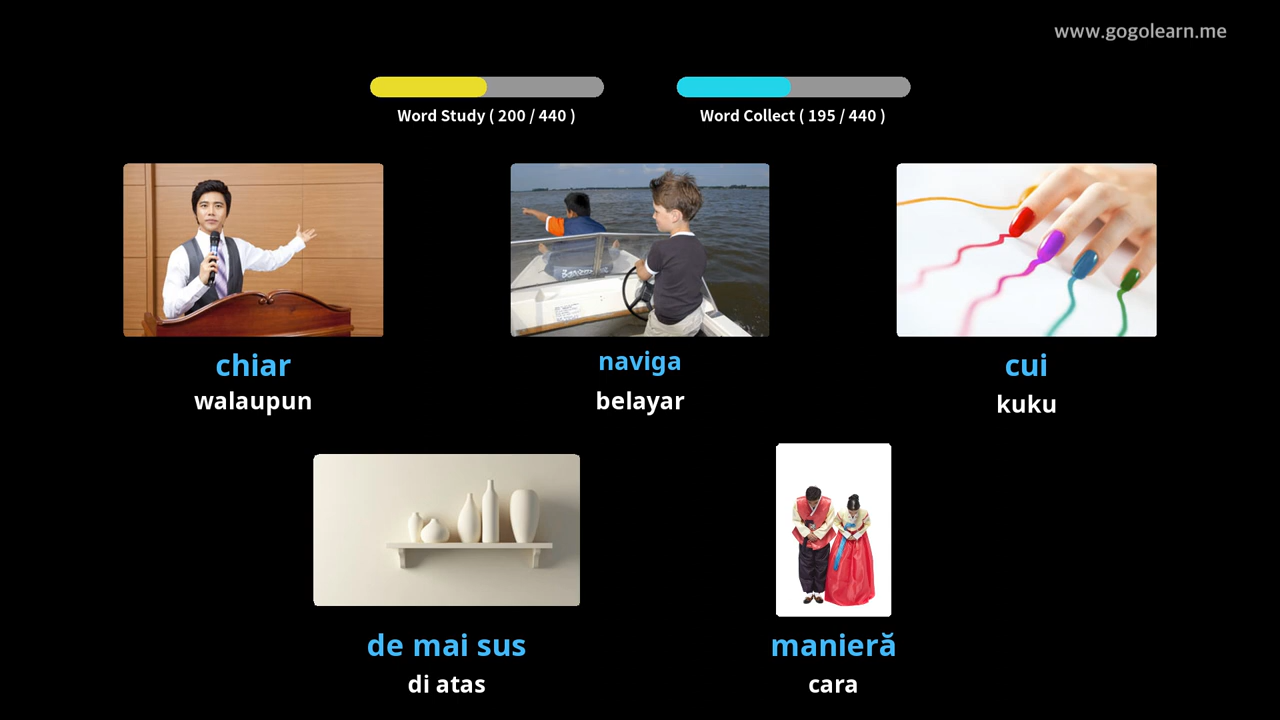 www.gogolearn.me
Word Study ( 200 / 440 )
Word Collect ( 195 / 440 )
chiar
walaupun
naviga
belayar
cui
kuku
de mai sus
di atas
manieră
cara